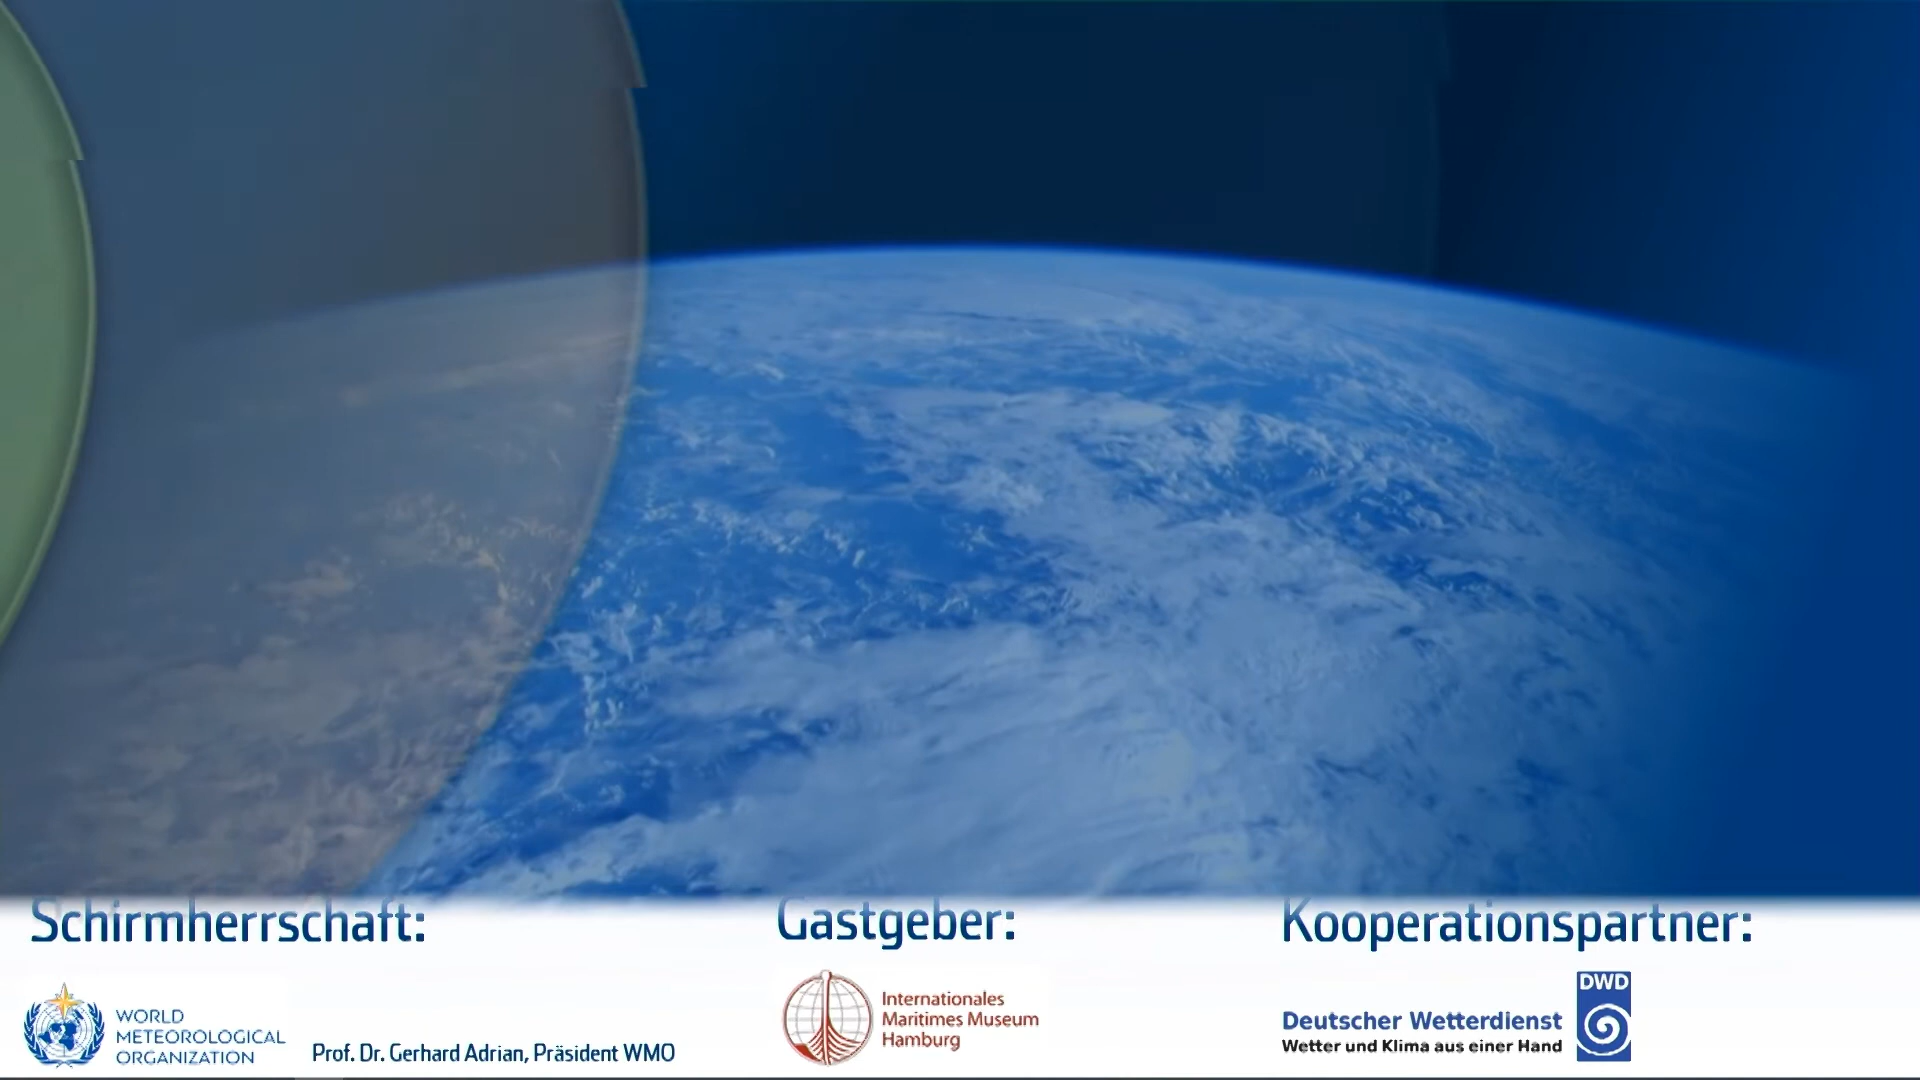 Schirmherrschaft:
WORLD
METEOROLOGICAL
ORGANIZATION
Prof. Dr. Gerhard Adrian, Präsident WMO
Gastgeber:
Internationales
Maritimes Museum
Hamburg
Kooperationspartner:
Deutscher Wetterdienst
Wetter und Klima aus einer Hand
DWD